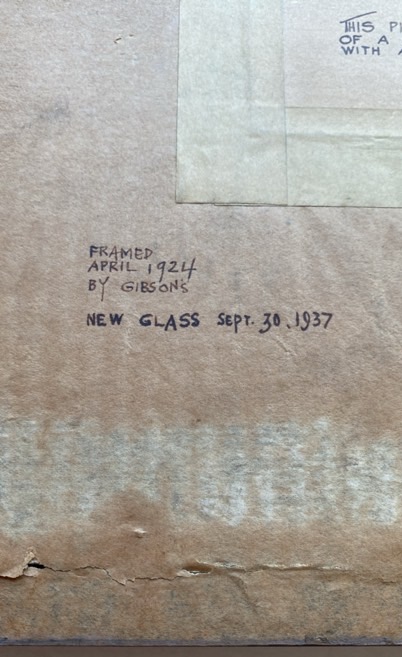 THIS
OF A
WITH
FRAMED
APRIL 1924
BY GIBSONS
NEW GLASS SEPT. 30.1937